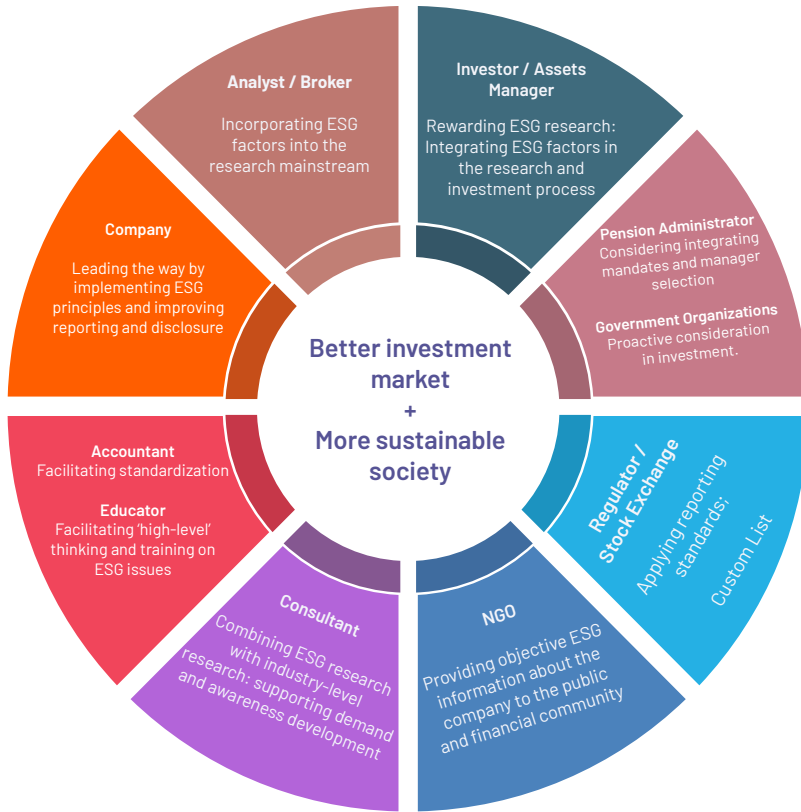 Analyst / Broker
Incorporating ESG
factors into the
research mainstream
Investor / Assets
Manager
Rewarding ESG research:
Integrating ESG factors in
the research and
investment process
Pension Administrator
Considering integrating
mandates and manager
selection
Government Organizations
Proactive consideration
in investment.
Regulator /
Stock Exchange
Applying reporting
standards;
Custom List
NGO
Providing objective ESG
information about the
company to the public
and financial community
Consultant
Combining ESG research
with industry-level
research: supporting demand
and awareness development
Accountant
Facilitating standardization
Educator
Facilitating ‘high-level’
thinking and training on
ESG issues
Company
Leading the way by
implementing ESG
principles and improving
reporting and disclosure
Better investment
market
+
More sustainable
society